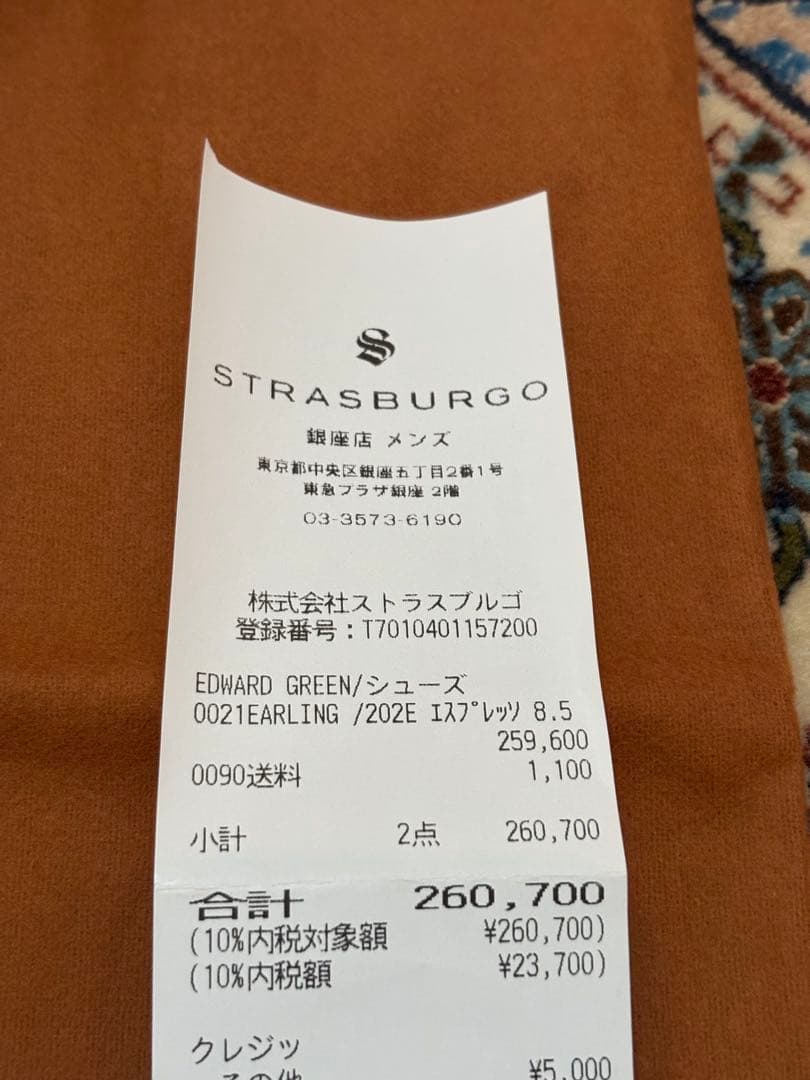 S
STRASBURGO
銀座店 メンズ
東京都中央区銀座五丁目2番1号
東急プラザ銀座 2階
03-3573-6190
株式会社ストラスブルゴ
登録番号：T7010401157200
EDWARD GREEN/シューズ
0021EARLING /202E ｴｽﾌﾟﾚｯｿ 8.5
259,600
0090送料 1,100
小計 2点 260,700
合計 260,700
(10%内税対象額 ¥260,700)
(10%内税額 ¥23,700)
クレジッ
その他 ¥5,000